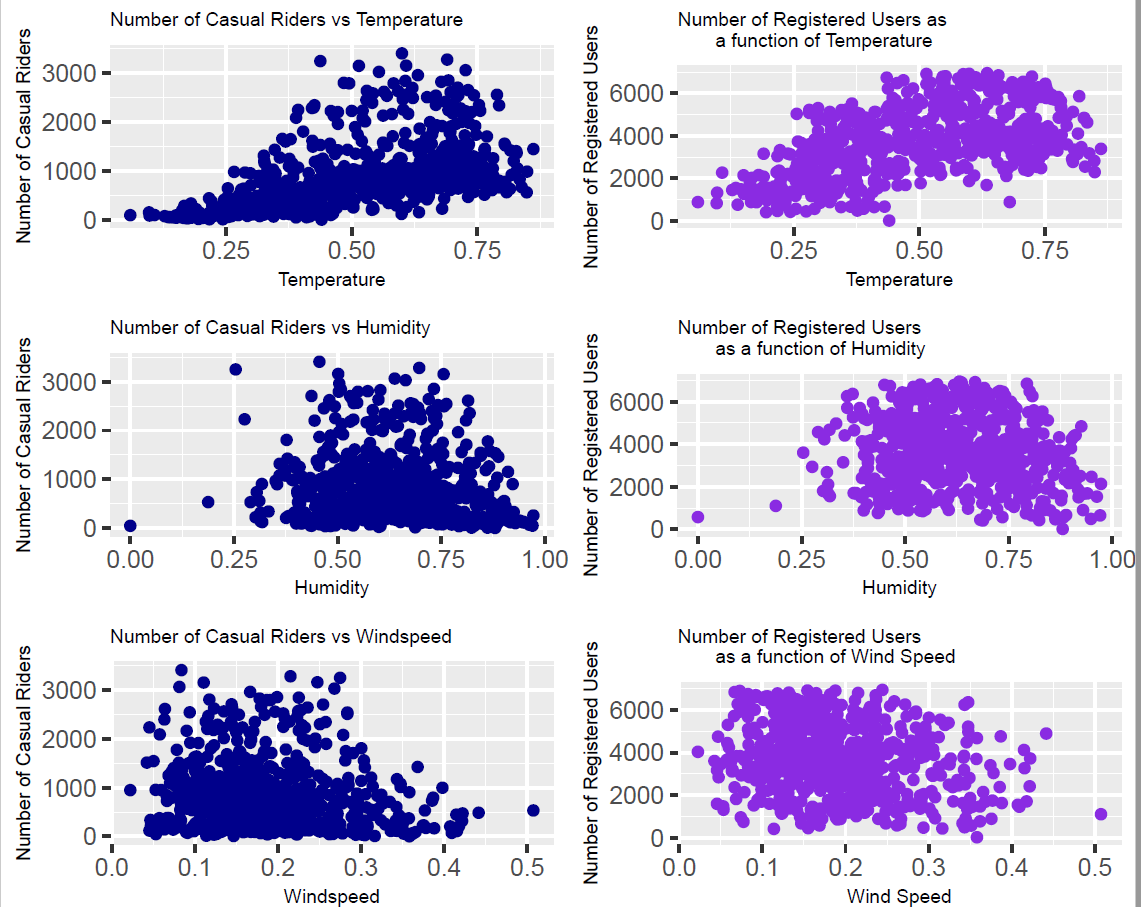 Number of Casual Riders vs Temperature
Number of Casual Riders
3000
2000
1000
0
0.25 0.50 0.75
Temperature
Number of Registered Users as
a function of Temperature
Number of Registered Users
6000
4000
2000
0
0.25 0.50 0.75
Temperature
Number of Casual Riders vs Humidity
Number of Casual Riders
3000
2000
1000
0
0.00 0.25 0.50 0.75 1.00
Humidity
Number of Registered Users
as a function of Humidity
Number of Registered Users
6000
4000
2000
0
0.00 0.25 0.50 0.75 1.00
Humidity
Number of Casual Riders vs Windspeed
Number of Casual Riders
3000
2000
1000
0
0.0 0.1 0.2 0.3 0.4 0.5
Windspeed
Number of Registered Users
as a function of Wind Speed
Number of Registered Users
6000
4000
2000
0
0.0 0.1 0.2 0.3 0.4 0.5
Wind Speed